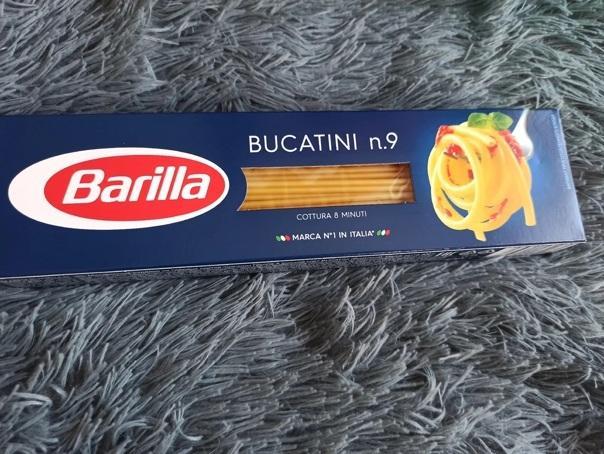 Barilla
BUCATINI n.9
COTTURA 8 MINUTI
MARCA N°1 IN ITALIA*